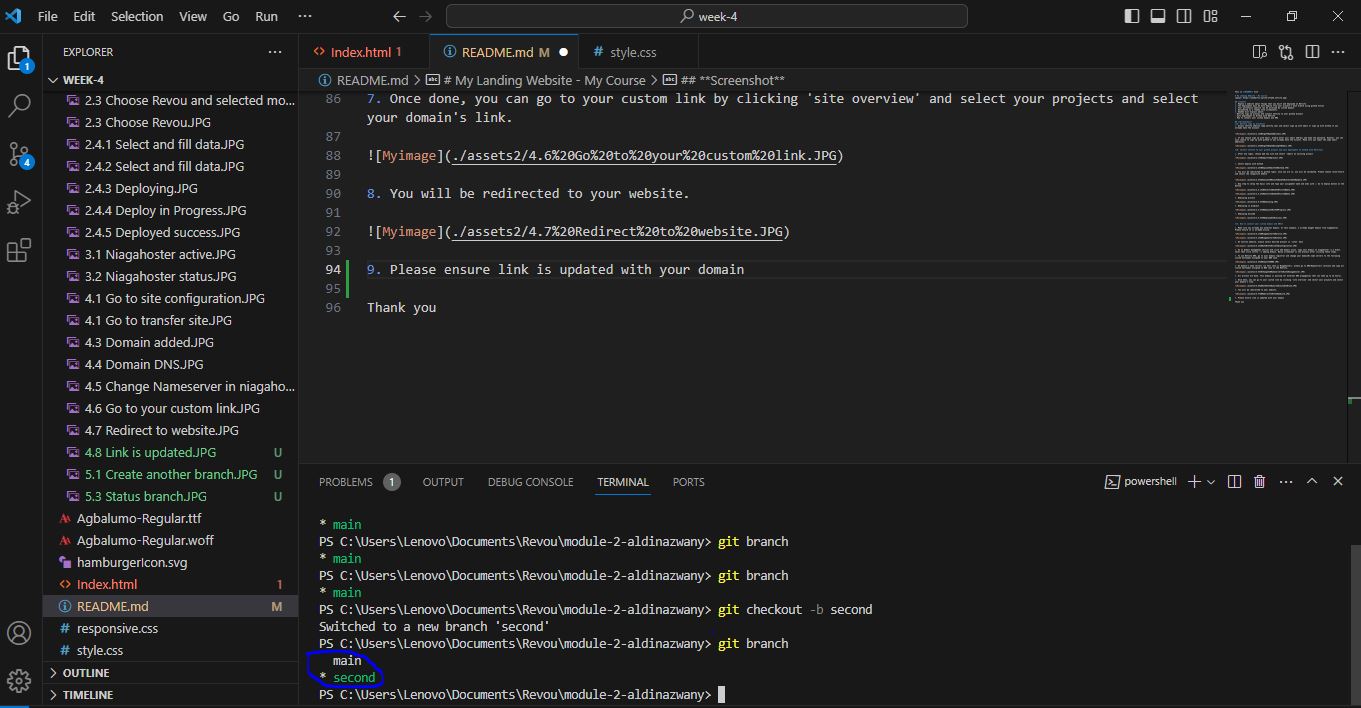 File Edit Selection View Go Run ··· week-4
EXPLORER ···
WEEK-4
2.3 Choose Revou and selected mo...
2.3 Choose Revou.JPG
2.4.1 Select and fill data.JPG
2.4.2 Select and fill data.JPG
2.4.3 Deploying.JPG
2.4.4 Deploy in Progress.JPG
2.4.5 Deployed success.JPG
3.1 Niagahoster active.JPG
3.2 Niagahoster status.JPG
4.1 Go to site configuration.JPG
4.1 Go to transfer site.JPG
4.3 Domain added.JPG
4.4 Domain DNS.JPG
4.5 Change Nameserver in niagaho...
4.6 Go to your custom link.JPG
4.7 Redirect to website.JPG
4.8 Link is updated.JPG U
5.1 Create another branch.JPG U
5.3 Status branch.JPG U
Agbalumo-Regular.ttf
Agbalumo-Regular.woff
hamburgerIcon.svg
Index.html 1
README.md M
responsive.css
style.css
OUTLINE
TIMELINE
1
4
Index.html 1 README.md M style.css
README.md > # My Landing Website - My Course > ## **Screenshot**
86 7. Once done, you can go to your custom link by clicking 'site overview' and select your projects and select
your domain's link.
87
88 ![Myimage](./assets2/4.6%20Go%20to%20your%20custom%20link.JPG)
89
90 8. You will be redirected to your website.
91
92 ![Myimage](./assets2/4.7%20Redirect%20to%20website.JPG)
93
94 9. Please ensure link is updated with your domain
95
96 Thank you
PROBLEMS 1 OUTPUT DEBUG CONSOLE TERMINAL PORTS powershell
* main
PS C:\Users\Lenovo\Documents\Revou\module-2-aldinazwany> git branch
* main
PS C:\Users\Lenovo\Documents\Revou\module-2-aldinazwany> git branch
* main
PS C:\Users\Lenovo\Documents\Revou\module-2-aldinazwany> git checkout -b second
Switched to a new branch 'second'
PS C:\Users\Lenovo\Documents\Revou\module-2-aldinazwany> git branch
main
* second
PS C:\Users\Lenovo\Documents\Revou\module-2-aldinazwany>